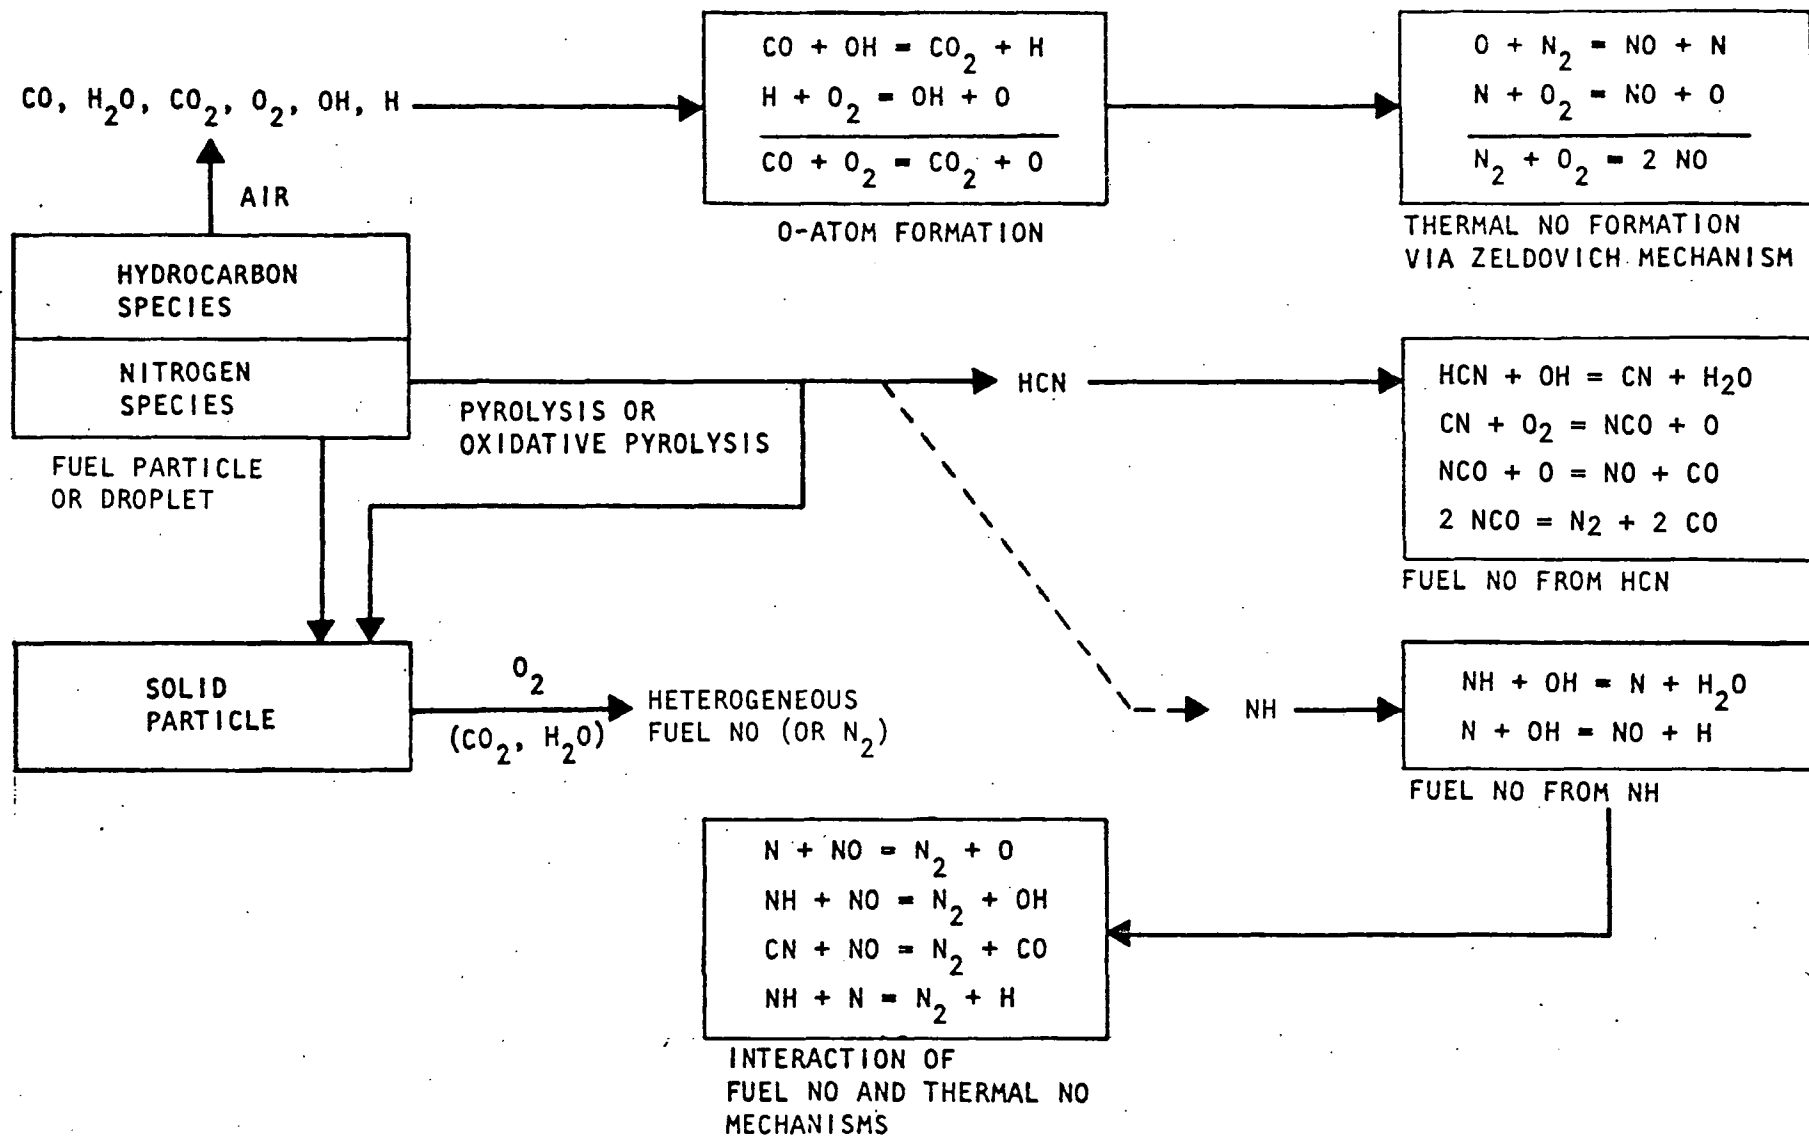 CO + OH = CO₂ + H
H + O₂ = OH + O
CO + O₂ = CO₂ + O
O-ATOM FORMATION
O + N₂ = NO + N
N + O₂ = NO + O
N₂ + O₂ = 2 NO
THERMAL NO FORMATION
VIA ZELDOVICH MECHANISM
CO, H₂O, CO₂, O₂, OH, H
AIR
HYDROCARBON
SPECIES
NITROGEN
SPECIES
FUEL PARTICLE
OR DROPLET
PYROLYSIS OR
OXIDATIVE PYROLYSIS
HCN
HCN + OH = CN + H₂O
CN + O₂ = NCO + O
NCO + O = NO + CO
2 NCO = N₂ + 2 CO
FUEL NO FROM HCN
SOLID
PARTICLE
O₂
(CO₂, H₂O)
HETEROGENEOUS
FUEL NO (OR N₂)
NH
NH + OH = N + H₂O
N + OH = NO + H
FUEL NO FROM NH
N + NO = N₂ + O
NH + NO = N₂ + OH
CN + NO = N₂ + CO
NH + N = N₂ + H
INTERACTION OF
FUEL NO AND THERMAL NO
MECHANISMS